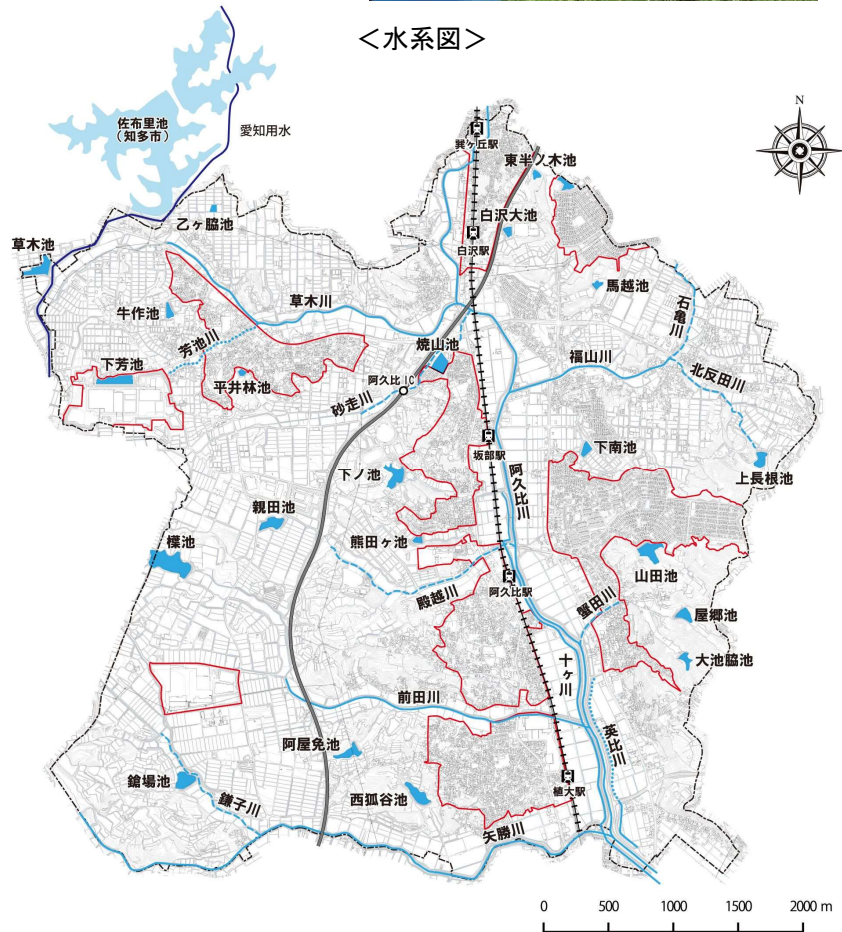 ＜水系図＞
佐布里池
（知多市）
愛知用水
N
巽ヶ丘駅
東半ノ木池
乙ヶ脇池
白沢大池
白沢駅
草木池
馬越池
石亀川
牛作池
草木川
芳池川
焼山池
福山川
北反田川
下芳池
平井林池
阿久比IC
砂走川
坂部駅
下南池
阿久比川
上長根池
下ノ池
親田池
楪池
熊田ヶ池
山田池
殿越川
阿久比駅
蟹田川
屋郷池
大池脇池
十ヶ川
前田川
英比川
阿屋免池
鎗場池
西狐谷池
植大駅
鎌子川
矢勝川
0 500 1000 1500 2000 m